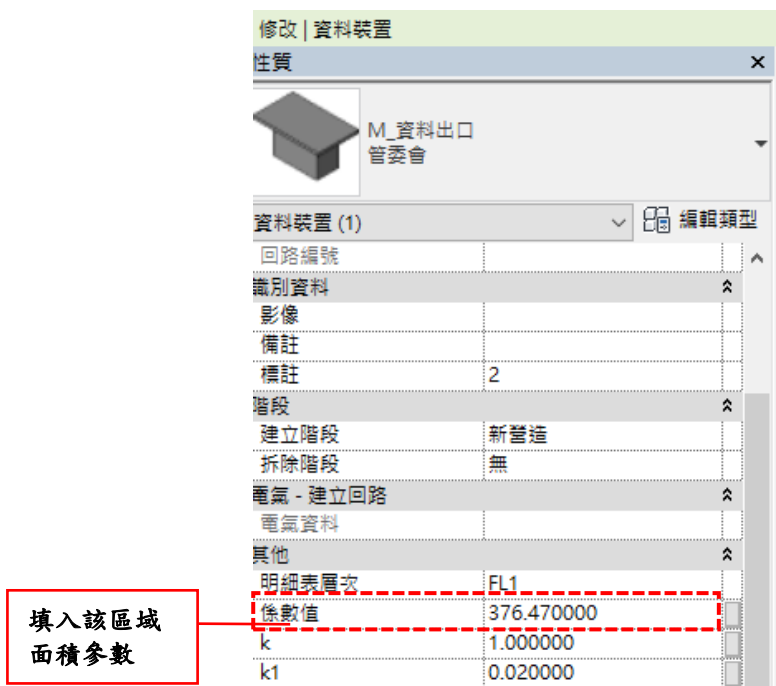 修改 | 資料裝置
性質
M_資料出口
管委會
資料裝置 (1)
編輯類型
回路編號
識別資料
影像
備註
標註 2
階段
建立階段 新營造
拆除階段 無
電氣 - 建立回路
電氣資料
其他
明細表層次 FL1
係數值 376.470000
k 1.000000
k1 0.020000
填入該區域
面積參數